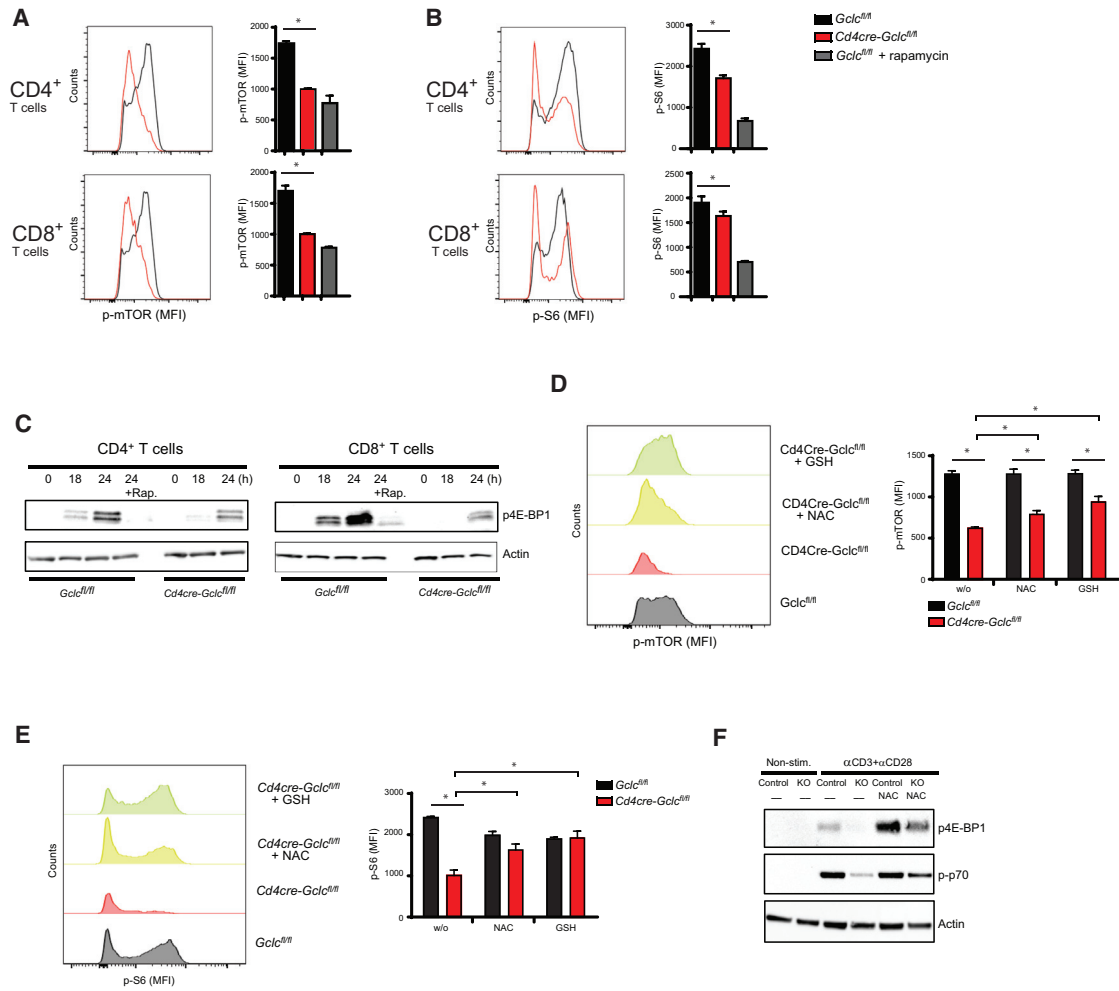 A
CD4+
T cells
Counts
2000
1500
1000
500
0
p-mTOR (MFI)
*
CD8+
T cells
Counts
p-mTOR (MFI)
2000
1500
1000
500
0
p-mTOR (MFI)
*
B
CD4+
T cells
Counts
3000
2000
1000
0
p-S6 (MFI)
*
CD8+
T cells
Counts
p-S6 (MFI)
2500
2000
1500
1000
500
0
p-S6 (MFI)
*
Gclcfl/fl
Cd4cre-Gclcfl/fl
Gclcfl/fl + rapamycin
C
CD4+ T cells
0 18 24 24 0 18 24 (h)
+Rap.
Gclcfl/fl
Cd4cre-Gclcfl/fl
CD8+ T cells
0 18 24 24 0 18 24 (h)
+Rap.
p4E-BP1
Actin
Gclcfl/fl
Cd4cre-Gclcfl/fl
D
Counts
Cd4Cre-Gclcfl/fl
+ GSH
CD4Cre-Gclcfl/fl
+ NAC
CD4Cre-Gclcfl/fl
Gclcfl/fl
p-mTOR (MFI)
1500
1000
500
0
p-mTOR (MFI)
*
*
* * *
w/o NAC GSH
Gclcfl/fl
Cd4cre-Gclcfl/fl
E
Counts
Cd4cre-Gclcfl/fl
+ GSH
Cd4cre-Gclcfl/fl
+ NAC
Cd4cre-Gclcfl/fl
Gclcfl/fl
p-S6 (MFI)
3000
2000
1000
0
p-S6 (MFI)
*
*
*
w/o NAC GSH
Gclcfl/fl
Cd4cre-Gclcfl/fl
F
Non-stim. αCD3+αCD28
Control KO Control KO Control KO
— — — — NAC NAC
p4E-BP1
p-p70
Actin